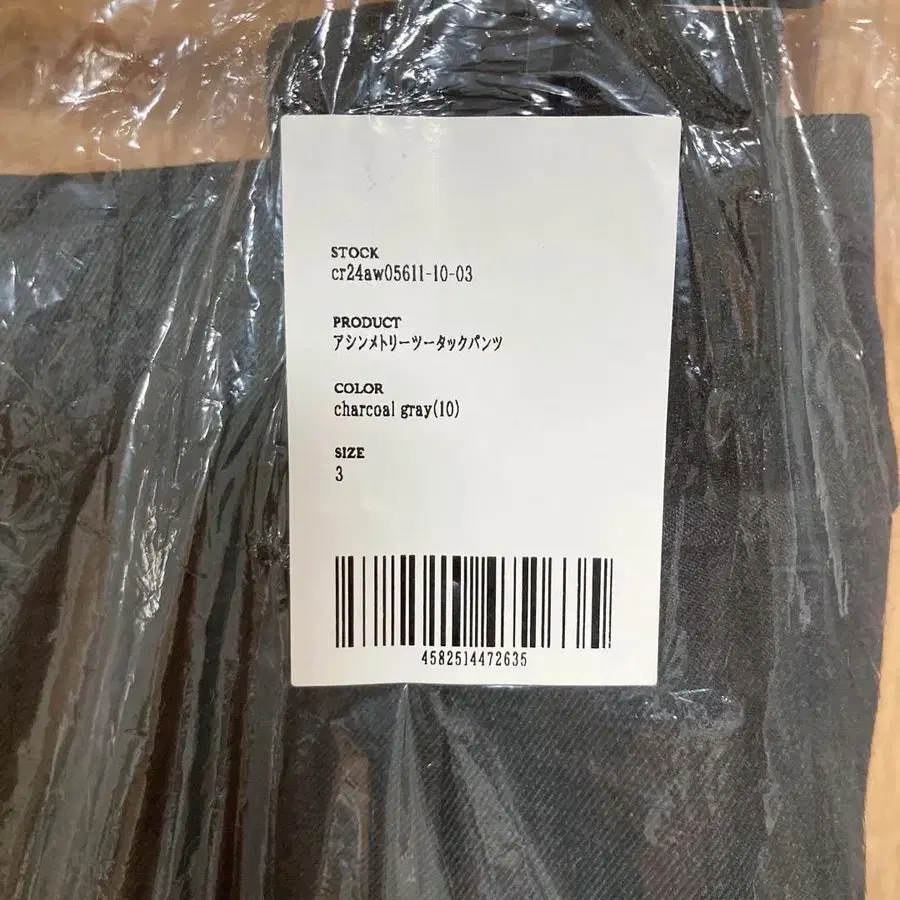 STOCK
cr24aw05611-10-03
PRODUCT
アシンメトリーツータックパンツ
COLOR
charcoal gray(10)
SIZE
3
4582514472635